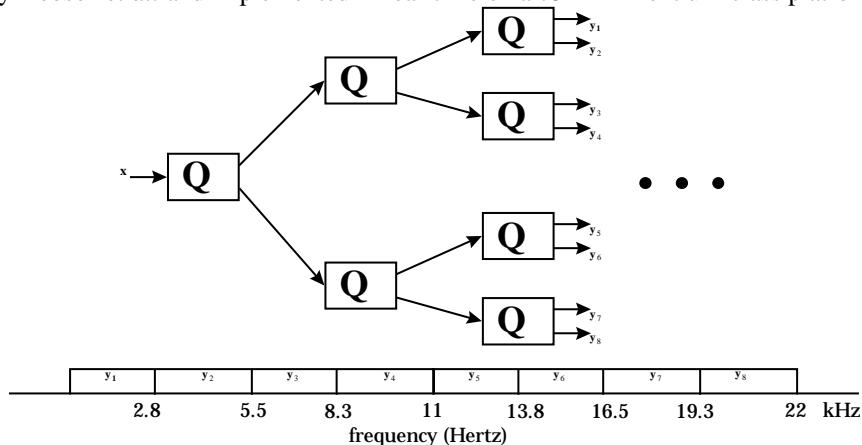 Q
y₁
y₂
Q
Q
y₃
y₄
x
Q
Q
y₅
y₆
Q
Q
y₇
y₈
y₁ y₂ y₃ y₄ y₅ y₆ y₇ y₈
2.8 5.5 8.3 11 13.8 16.5 19.3 22 kHz
frequency (Hertz)